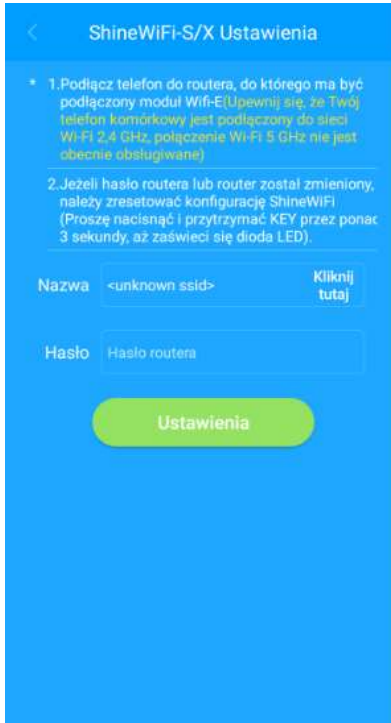 ShineWiFi-S/X Ustawienia
* 1.Podłącz telefon do routera, do którego ma być
podłączony moduł Wifi-E(Upewnij się, że Twój
telefon komórkowy jest podłączony do sieci
Wi-Fi 2,4 GHz, połączenie Wi-Fi 5 GHz nie jest
obecnie obsługiwane)
2.Jeżeli hasło routera lub router został zmieniony,
należy zresetować konfigurację ShineWiFi
(Proszę nacisnąć i przytrzymać KEY przez ponad
3 sekundy, aż zaświeci się dioda LED).
Nazwa <unknown ssid> Kliknij
tutaj
Hasło Hasło routera
Ustawienia